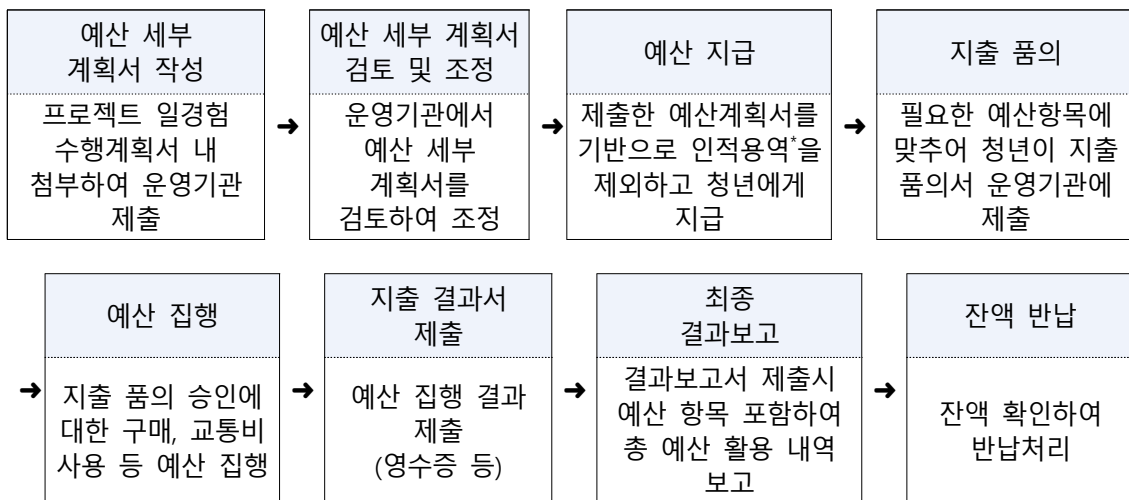 예산 세부
계획서 작성
프로젝트 일경험
수행계획서 내
첨부하여 운영기관
제출
➜
예산 세부 계획서
검토 및 조정
운영기관에서
예산 세부
계획서를
검토하여 조정
➜
예산 지급
제출한 예산계획서를
기반으로 인적용역*을
제외하고 청년에게
지급
➜
지출 품의
필요한 예산항목에
맞추어 청년이 지출
품의서 운영기관에
제출
➜
예산 집행
지출 품의 승인에
대한 구매, 교통비
사용 등 예산 집행
➜
지출 결과서
제출
예산 집행 결과
제출
(영수증 등)
➜
최종
결과보고
결과보고서 제출시
예산 항목 포함하여
총 예산 활용 내역
보고
➜
잔액 반납
잔액 확인하여
반납처리